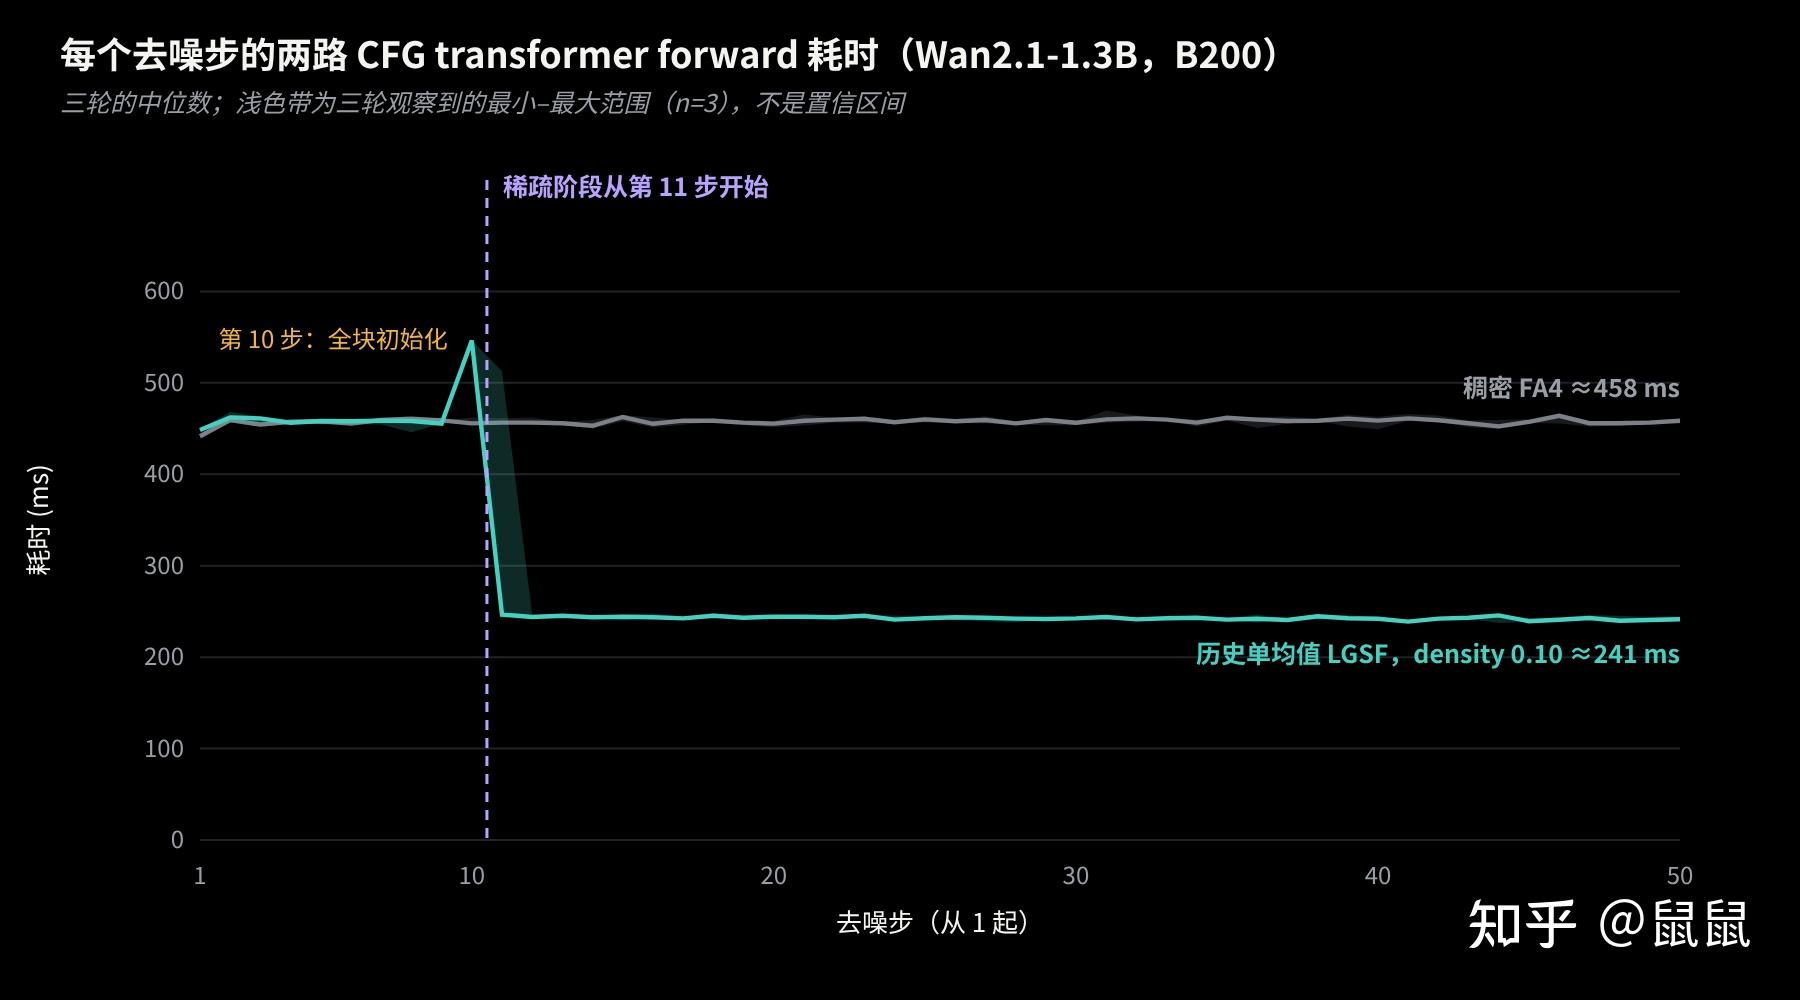 每个去噪步的两路 CFG transformer forward 耗时（Wan2.1-1.3B，B200）
三轮的中位数；浅色带为三轮观察到的最小–最大范围（n=3），不是置信区间
稀疏阶段从第 11 步开始
600
第 10 步：全块初始化
500
稠密 FA4 ≈458 ms
400
耗时 (ms)
300
历史单均值 LGSF，density 0.10 ≈241 ms
200
100
0
1 10 20 30 40 50
去噪步（从 1 起）
知乎 @鼠鼠